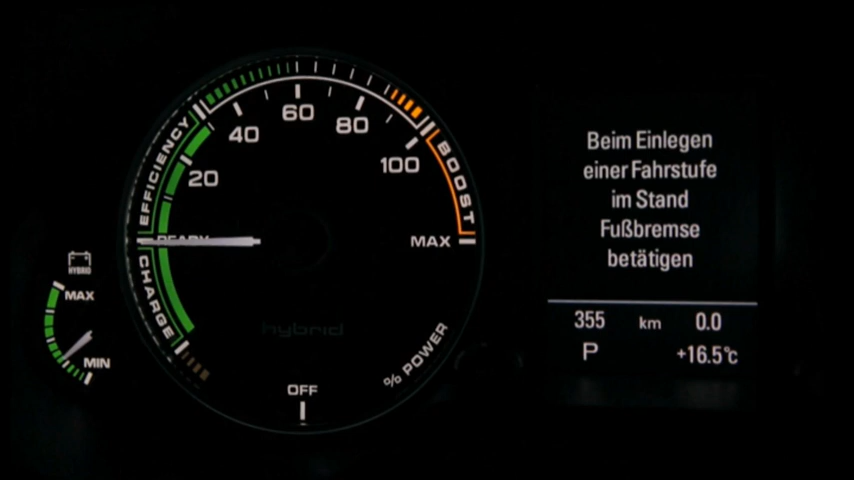 60
40
80
100
20
EFFICIENCY
BOOST
READY
MAX
CHARGE
HYBRID
MAX
MIN
hybrid
% POWER
OFF
Beim Einlegen
einer Fahrstufe
im Stand
Fußbremse
betätigen
355 km 0.0
P +16.5°C